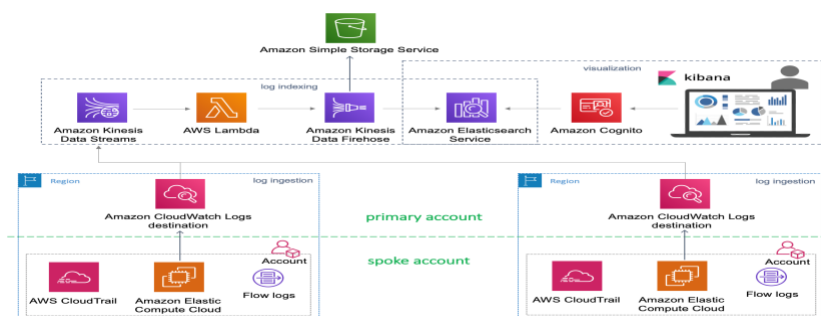 Amazon Simple Storage Service
visualization
kibana
log indexing
Amazon Kinesis
Data Streams
AWS Lambda
Amazon Kinesis
Data Firehose
Amazon Elasticsearch
Service
Amazon Cognito
Region
log ingestion
Amazon CloudWatch Logs
destination
primary account
Region
log ingestion
Amazon CloudWatch Logs
destination
spoke account
Account
AWS CloudTrail
Amazon Elastic
Compute Cloud
Flow logs
Account
AWS CloudTrail
Amazon Elastic
Compute Cloud
Flow logs